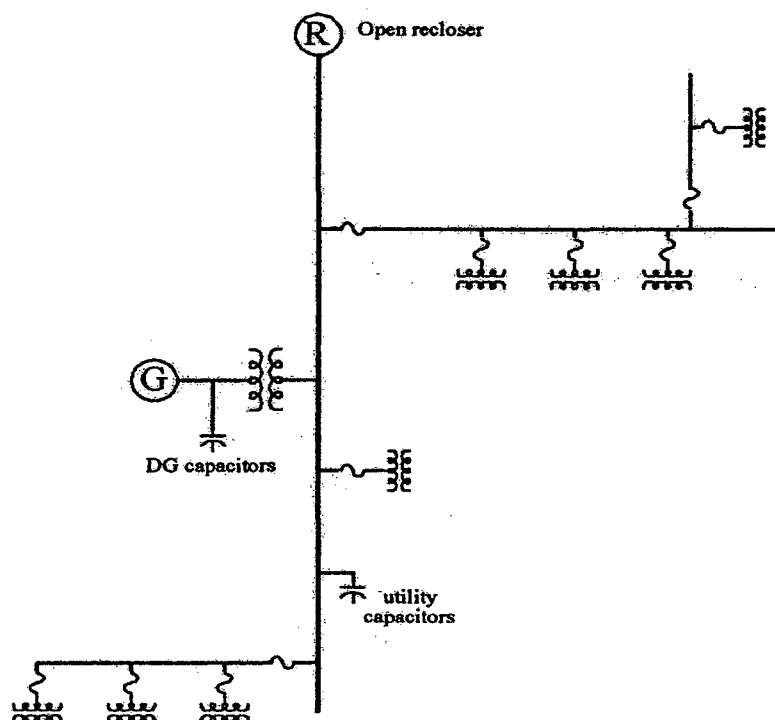 R
Open recloser
G
DG capacitors
utility
capacitors